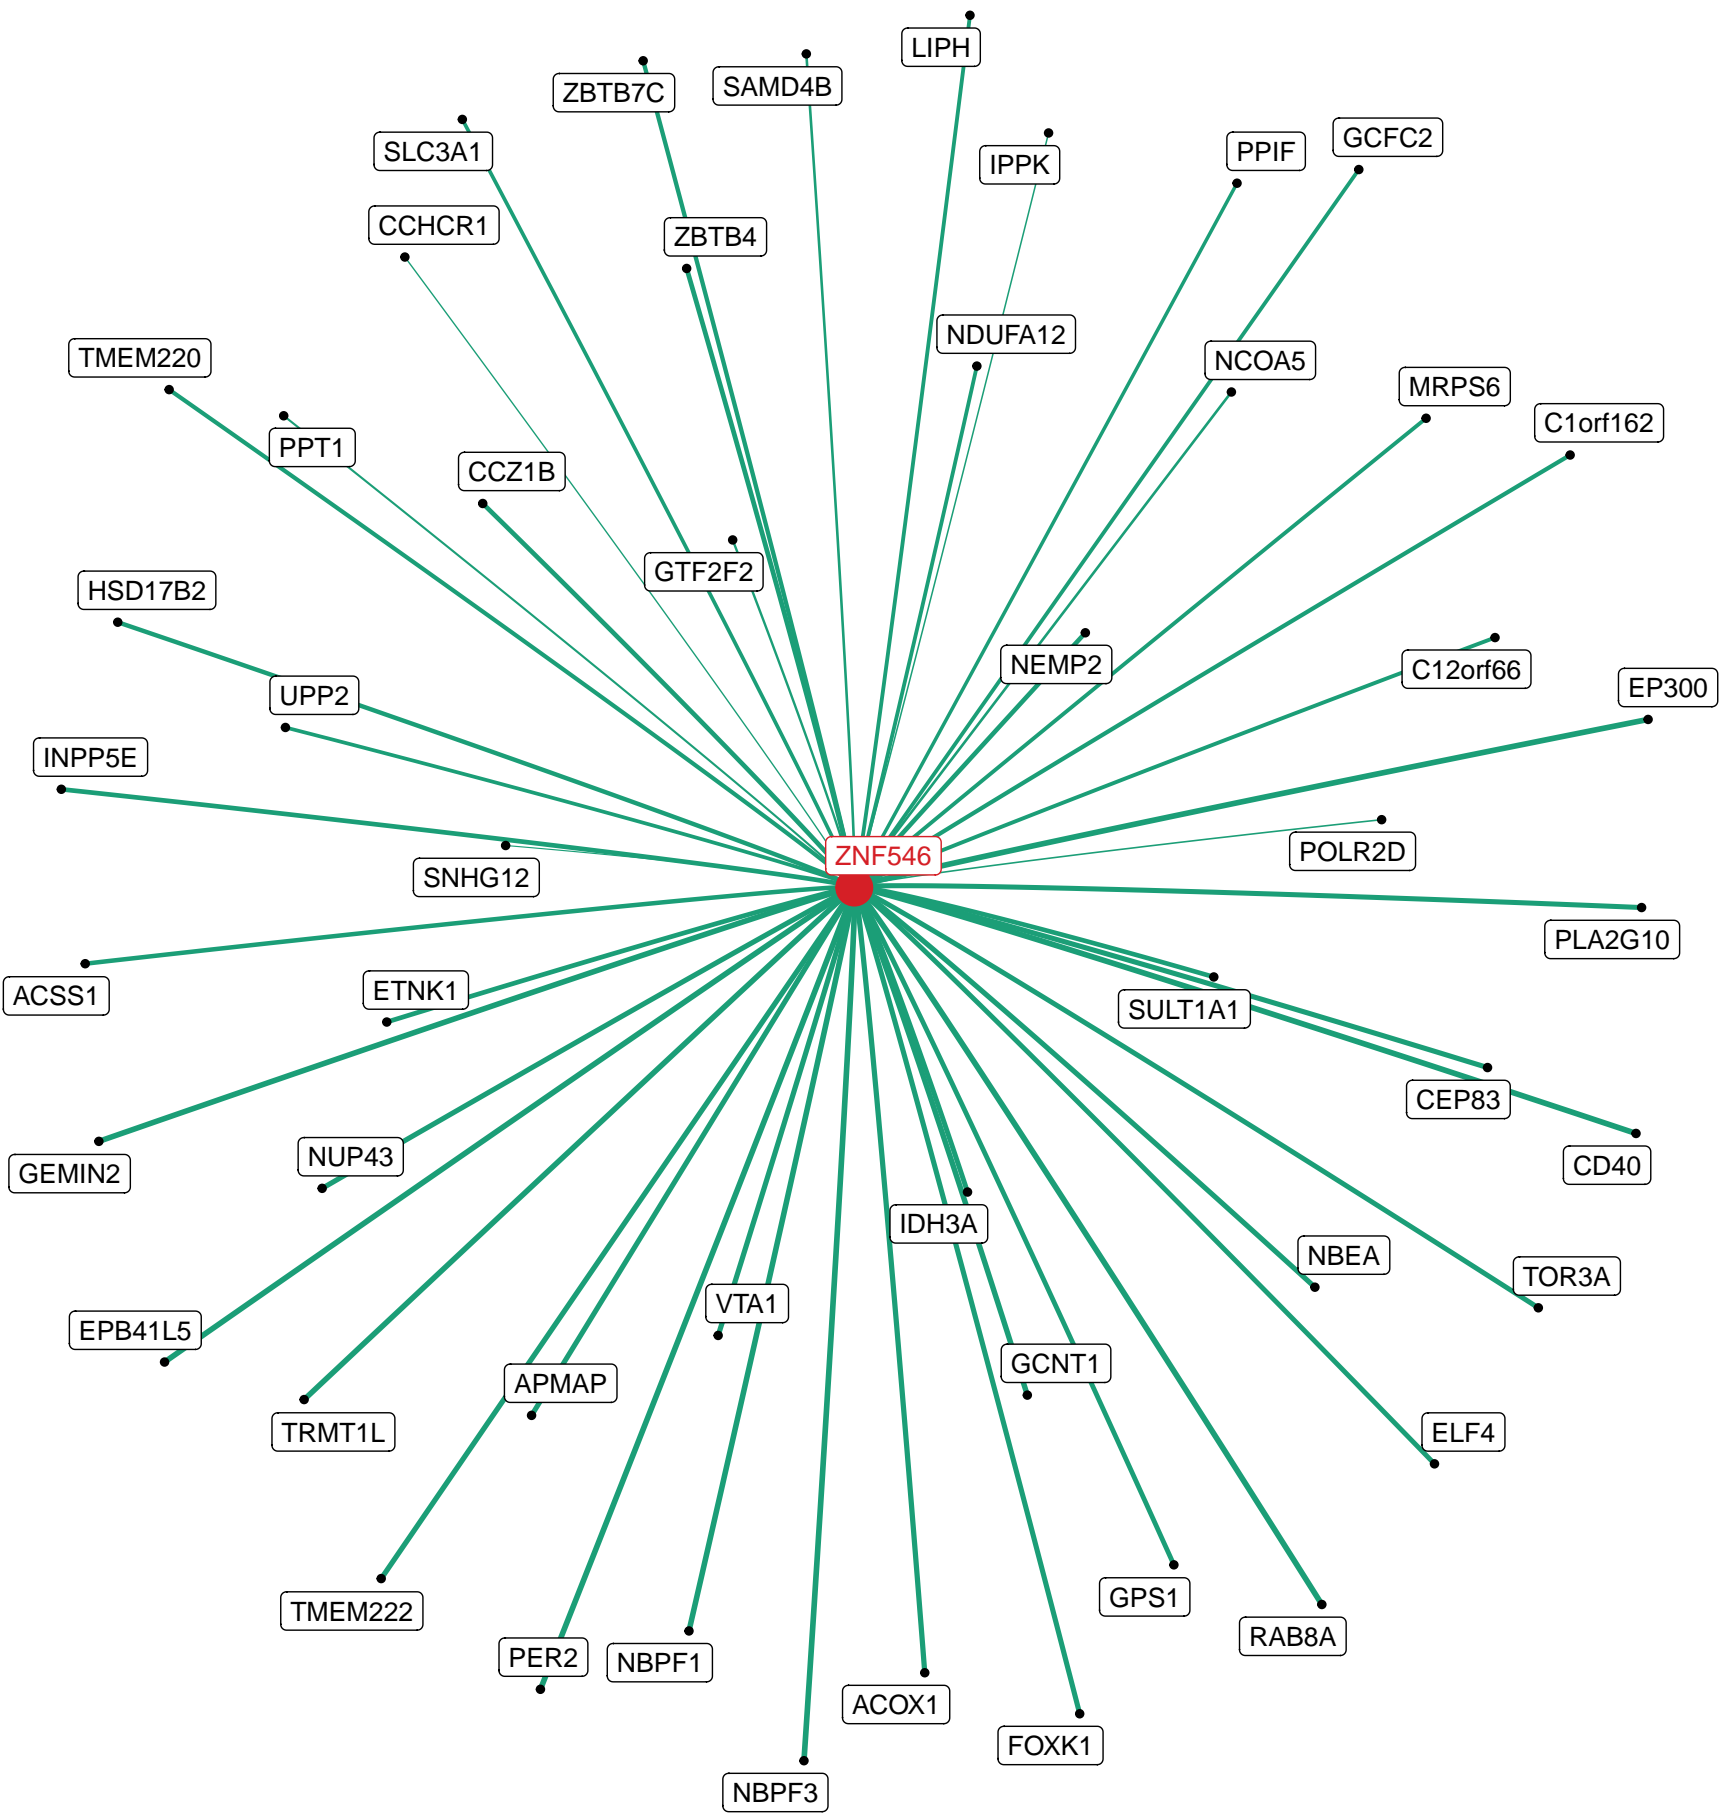 LIPH
ZBTB7C
SAMD4B
GCFC2
SLC3A1
PPIF
IPPK
CCHCR1
ZBTB4
NDUFA12
TMEM220
NCOA5
MRPS6
C1orf162
PPT1
CCZ1B
GTF2F2
HSD17B2
NEMP2
C12orf66
EP300
UPP2
INPP5E
POLR2D
ZNF546
SNHG12
PLA2G10
ETNK1
ACSS1
SULT1A1
CEP83
NUP43
CD40
GEMIN2
IDH3A
NBEA
TOR3A
VTA1
EPB41L5
GCNT1
APMAP
TRMT1L
ELF4
GPS1
TMEM222
RAB8A
PER2
NBPF1
ACOX1
FOXK1
NBPF3